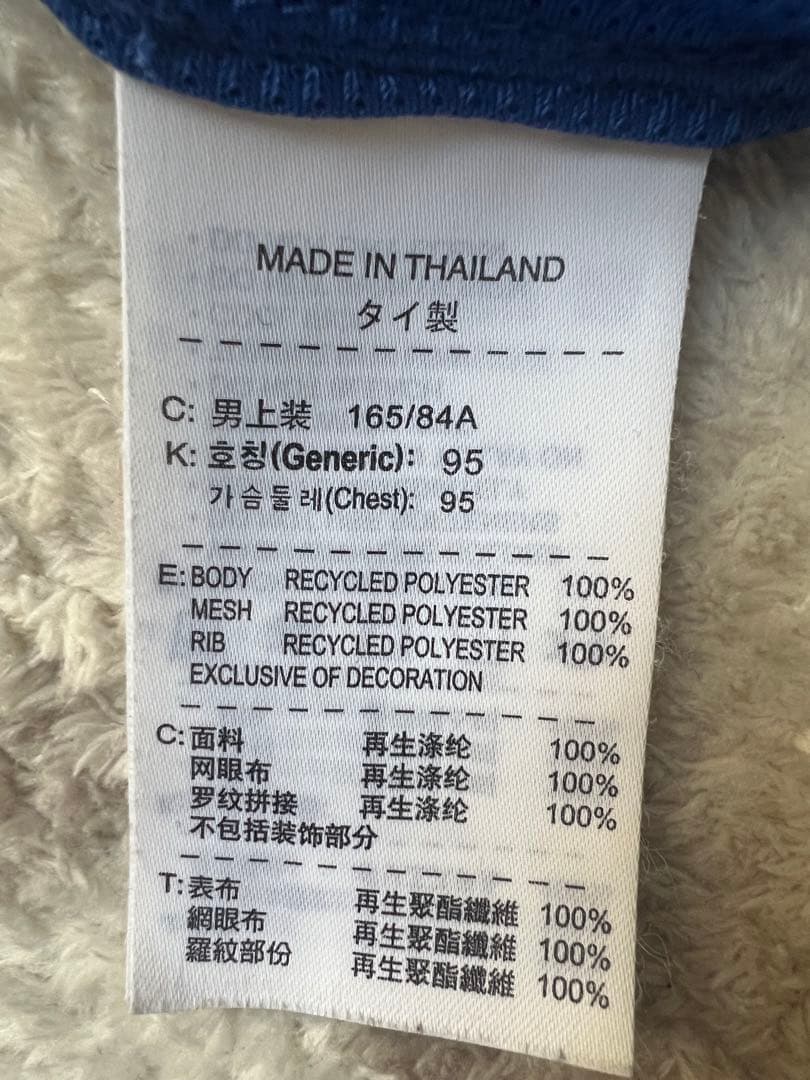 MADE IN THAILAND
タイ製
C: 男上装 165/84A
K: 호칭(Generic): 95
가슴둘레(Chest): 95
E: BODY RECYCLED POLYESTER 100%
MESH RECYCLED POLYESTER 100%
RIB RECYCLED POLYESTER 100%
EXCLUSIVE OF DECORATION
C: 面料 再生涤纶 100%
网眼布 再生涤纶 100%
罗纹拼接 再生涤纶 100%
不包括装饰部分
T: 表布 再生聚酯纖維 100%
網眼布 再生聚酯纖維 100%
羅紋部份 再生聚酯纖維 100%